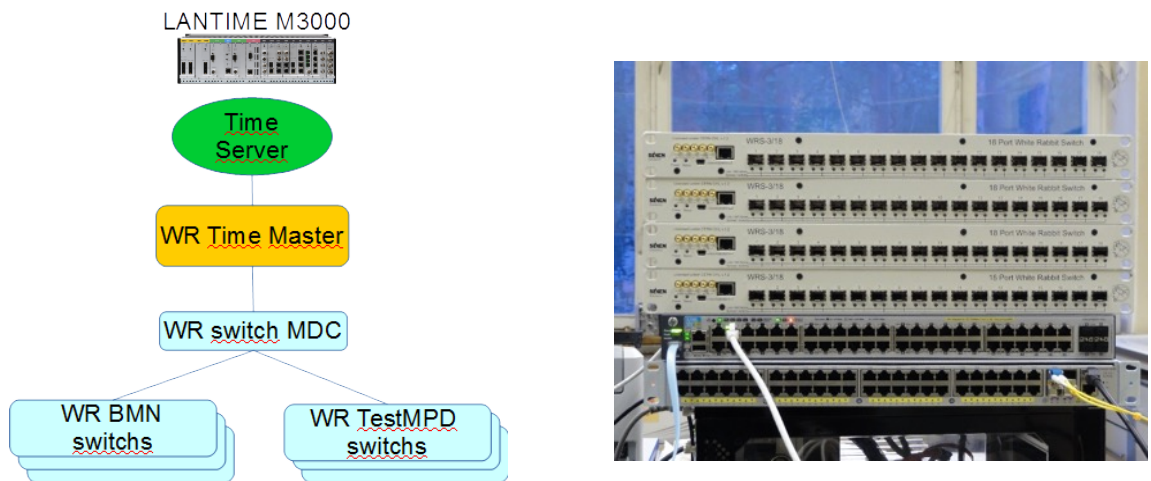 LANTIME M3000
Time
Server
WR Time Master
WR switch MDC
WR BMN
switchs
WR TestMPD
switchs
WRS-3/18
18 Port White Rabbit Switch
WRS-3/18
18 Port White Rabbit Switch
WRS-3/18
18 Port White Rabbit Switch
WRS-3/18
18 Port White Rabbit Switch